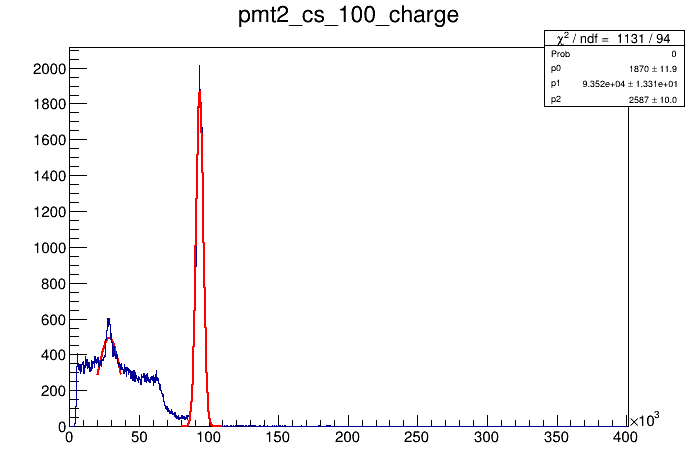 pmt2_cs_100_charge
χ² / ndf = 1131 / 94
Prob 0
p0 1870 ± 11.9
p1 9.352e+04 ± 1.331e+01
p2 2587 ± 10.0
2000
1800
1600
1400
1200
1000
800
600
400
200
0
0 50 100 150 200 250 300 350 400
×10³